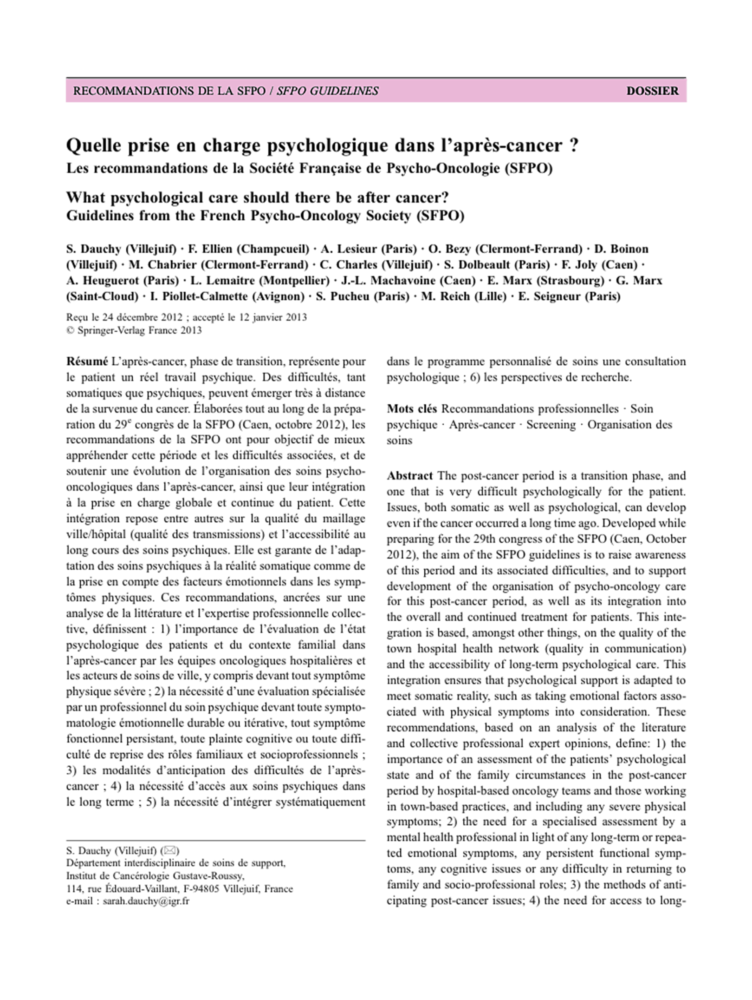 RECOMMANDATIONS DE LA SFPO / SFPO GUIDELINES
DOSSIER
Quelle prise en charge psychologique dans l'après-cancer ?
Les recommandations de la Société Française de Psycho-Oncologie (SFPO)
What psychological care should there be after cancer?
Guidelines from the French Psycho-Oncology Society (SFPO)
S. Dauchy (Villejuif) · F. Ellien (Champcueil) · A. Lesieur (Paris) · O. Bezy (Clermont-Ferrand) · D. Boinon
(Villejuif) · M. Chabrier (Clermont-Ferrand) · C. Charles (Villejuif) · S. Dolbeault (Paris) · F. Joly (Caen) ·
A. Heuguerot (Paris) · L. Lemaitre (Montpellier) · J.-L. Machavoine (Caen) · E. Marx (Strasbourg) · G. Marx
(Saint-Cloud) · I. Piollet-Calmette (Avignon) · S. Pucheu (Paris) · M. Reich (Lille) · E. Seigneur (Paris)
Reçu le 24 décembre 2012 ; accepté le 12 janvier 2013
© Springer-Verlag France 2013
Résumé L'après-cancer, phase de transition, représente pour
le patient un réel travail psychique. Des difficultés, tant
somatiques que psychiques, peuvent émerger très à distance
de la survenue du cancer. Élaborées tout au long de la prépa-
ration du 29e congrès de la SFPO (Caen, octobre 2012), les
recommandations de la SFPO ont pour objectif de mieux
appréhender cette période et les difficultés associées, et de
soutenir une évolution de l'organisation des soins psycho-
oncologiques dans l'après-cancer, ainsi que leur intégration
à la prise en charge globale et continue du patient. Cette
intégration repose entre autres sur la qualité du maillage
ville/hôpital (qualité des transmissions) et l'accessibilité au
long cours des soins psychiques. Elle est garante de l'adap-
tation des soins psychiques à la réalité somatique comme de
la prise en compte des facteurs émotionnels dans les symp-
tômes physiques. Ces recommandations, ancrées sur une
analyse de la littérature et l'expertise professionnelle collec-
tive, définissent : 1) l'importance de l'évaluation de l'état
psychologique des patients et du contexte familial dans
l'après-cancer par les équipes oncologiques hospitalières et
les acteurs de soins de ville, y compris devant tout symptôme
physique sévère ; 2) la nécessité d'une évaluation spécialisée
par un professionnel du soin psychique devant toute sympto-
matologie émotionnelle durable ou itérative, tout symptôme
fonctionnel persistant, toute plainte cognitive ou toute diffi-
culté de reprise des rôles familiaux et socioprofessionnels ;
3) les modalités d'anticipation des difficultés de l'après-
cancer ; 4) la nécessité d'accès aux soins psychiques dans
le long terme ; 5) la nécessité d'intégrer systématiquement
S. Dauchy (Villejuif) (✉)
Département interdisciplinaire de soins de support,
Institut de Cancérologie Gustave-Roussy,
114, rue Édouard-Vaillant, F-94805 Villejuif, France
e-mail : sarah.dauchy@igr.fr
dans le programme personnalisé de soins une consultation
psychologique ; 6) les perspectives de recherche.
Mots clés Recommandations professionnelles · Soin
psychique · Après-cancer · Screening · Organisation des
soins
Abstract The post-cancer period is a transition phase, and
one that is very difficult psychologically for the patient.
Issues, both somatic as well as psychological, can develop
even if the cancer occurred a long time ago. Developed while
preparing for the 29th congress of the SFPO (Caen, October
2012), the aim of the SFPO guidelines is to raise awareness
of this period and its associated difficulties, and to support
development of the organisation of psycho-oncology care
for this post-cancer period, as well as its integration into
the overall and continued treatment for patients. This inte-
gration is based, amongst other things, on the quality of the
town hospital health network (quality in communication)
and the accessibility of long-term psychological care. This
integration ensures that psychological support is adapted to
meet somatic reality, such as taking emotional factors asso-
ciated with physical symptoms into consideration. These
recommendations, based on an analysis of the literature
and collective professional expert opinions, define: 1) the
importance of an assessment of the patients' psychological
state and of the family circumstances in the post-cancer
period by hospital-based oncology teams and those working
in town-based practices, and including any severe physical
symptoms; 2) the need for a specialised assessment by a
mental health professional in light of any long-term or repea-
ted emotional symptoms, any persistent functional symp-
toms, any cognitive issues or any difficulty in returning to
family and socio-professional roles; 3) the methods of anti-
cipating post-cancer issues; 4) the need for access to long-